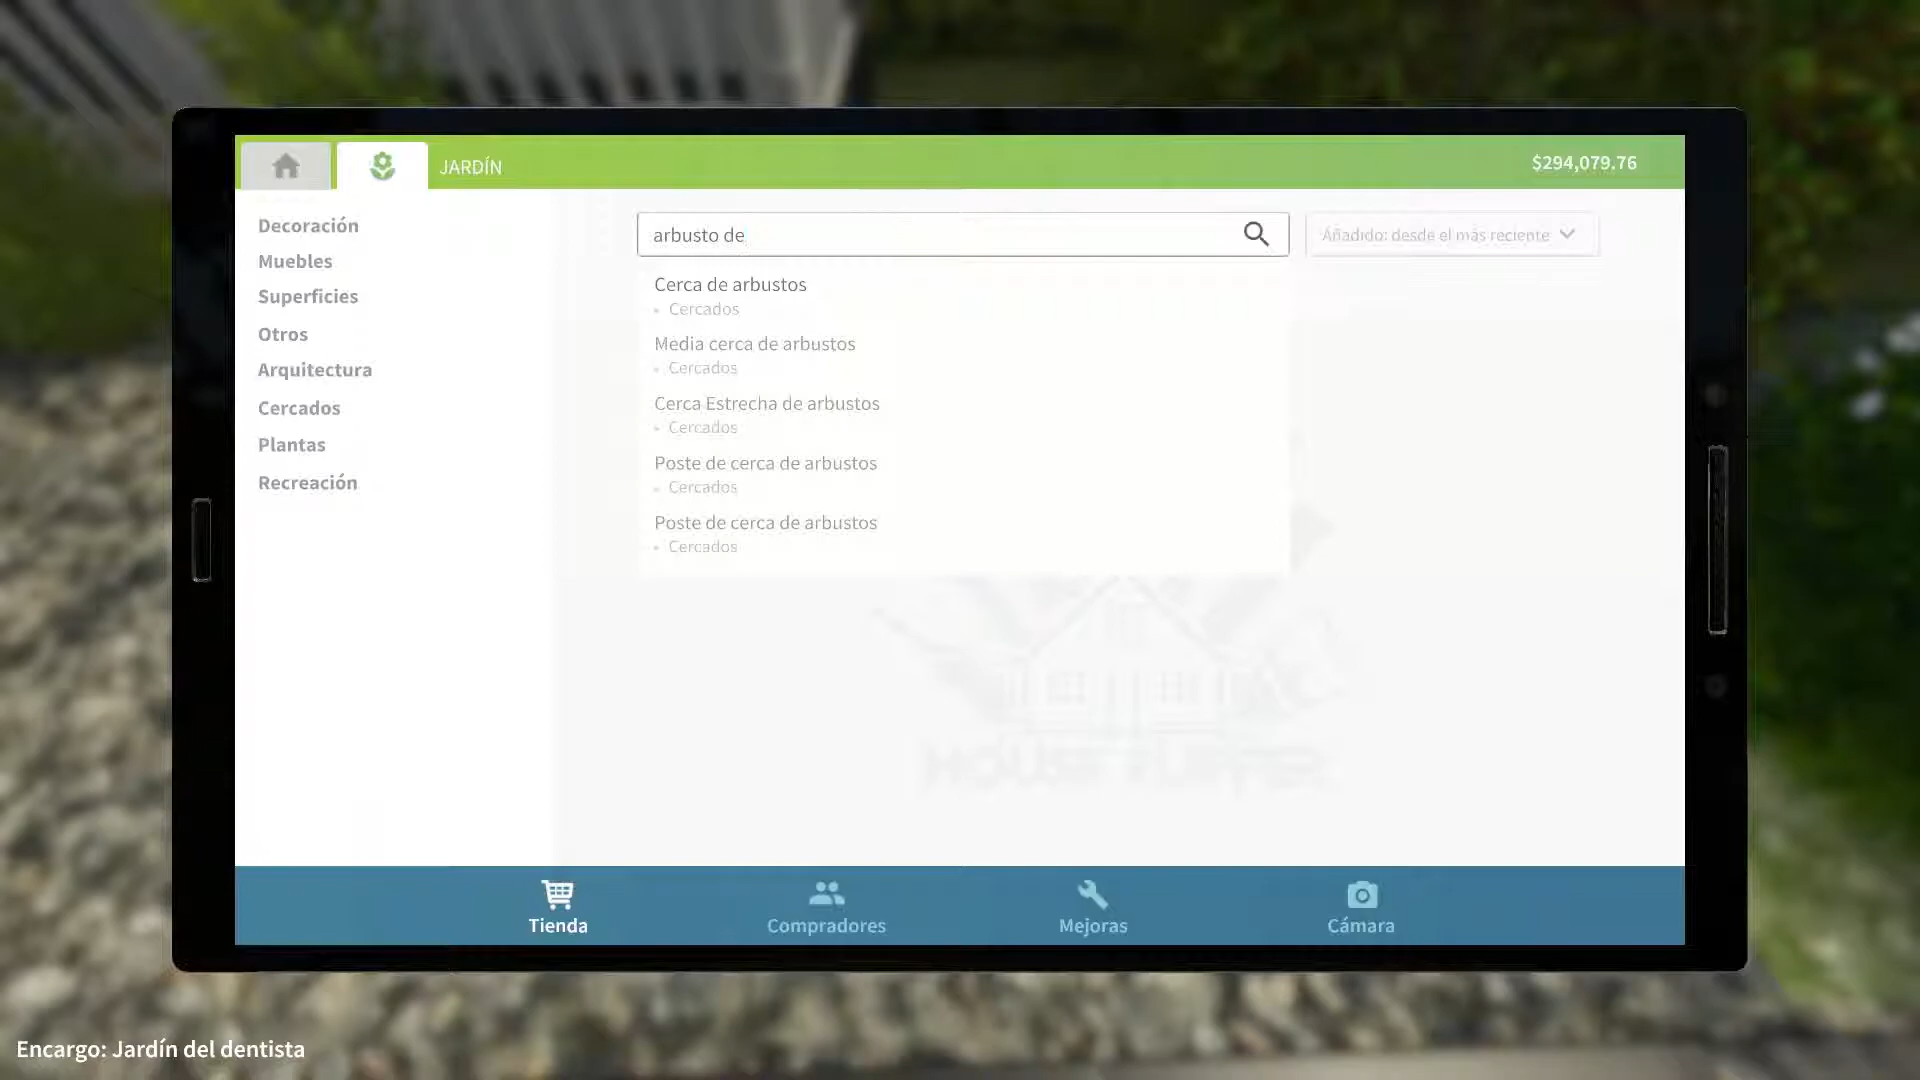 JARDÍN
$294,079.76
Decoración
Muebles
Superficies
Otros
Arquitectura
Cercados
Plantas
Recreación
arbusto de
Añadido: desde el más reciente
Cerca de arbustos
Cercados
Media cerca de arbustos
Cercados
Cerca Estrecha de arbustos
Cercados
Poste de cerca de arbustos
Cercados
Poste de cerca de arbustos
Cercados
HOUSE FLIPPER
Tienda
Compradores
Mejoras
Cámara
Encargo: Jardín del dentista